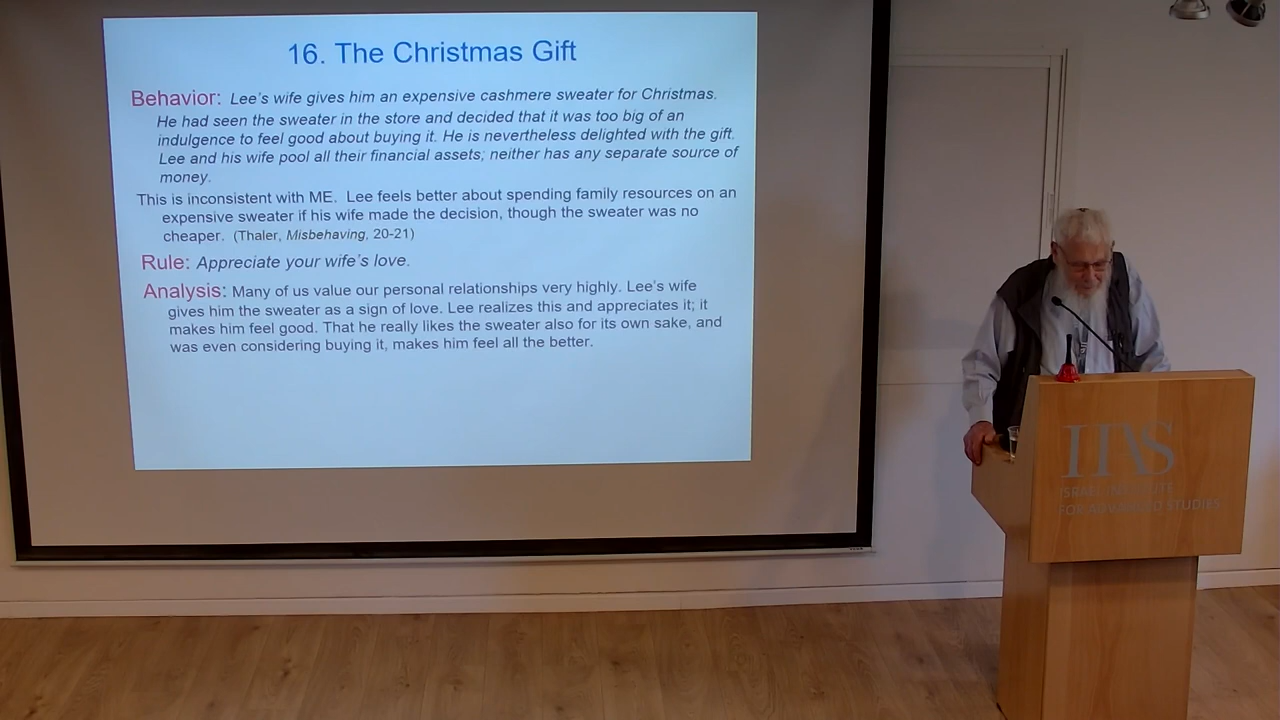 16. The Christmas Gift
Behavior: Lee's wife gives him an expensive cashmere sweater for Christmas.
He had seen the sweater in the store and decided that it was too big of an
indulgence to feel good about buying it. He is nevertheless delighted with the gift.
Lee and his wife pool all their financial assets; neither has any separate source of
money.
This is inconsistent with ME. Lee feels better about spending family resources on an
expensive sweater if his wife made the decision, though the sweater was no
cheaper. (Thaler, Misbehaving, 20-21)
Rule: Appreciate your wife's love.
Analysis: Many of us value our personal relationships very highly. Lee's wife
gives him the sweater as a sign of love. Lee realizes this and appreciates it; it
makes him feel good. That he really likes the sweater also for its own sake, and
was even considering buying it, makes him feel all the better.
IIAS
ISRAEL INSTITUTE
FOR ADVANCED STUDIES